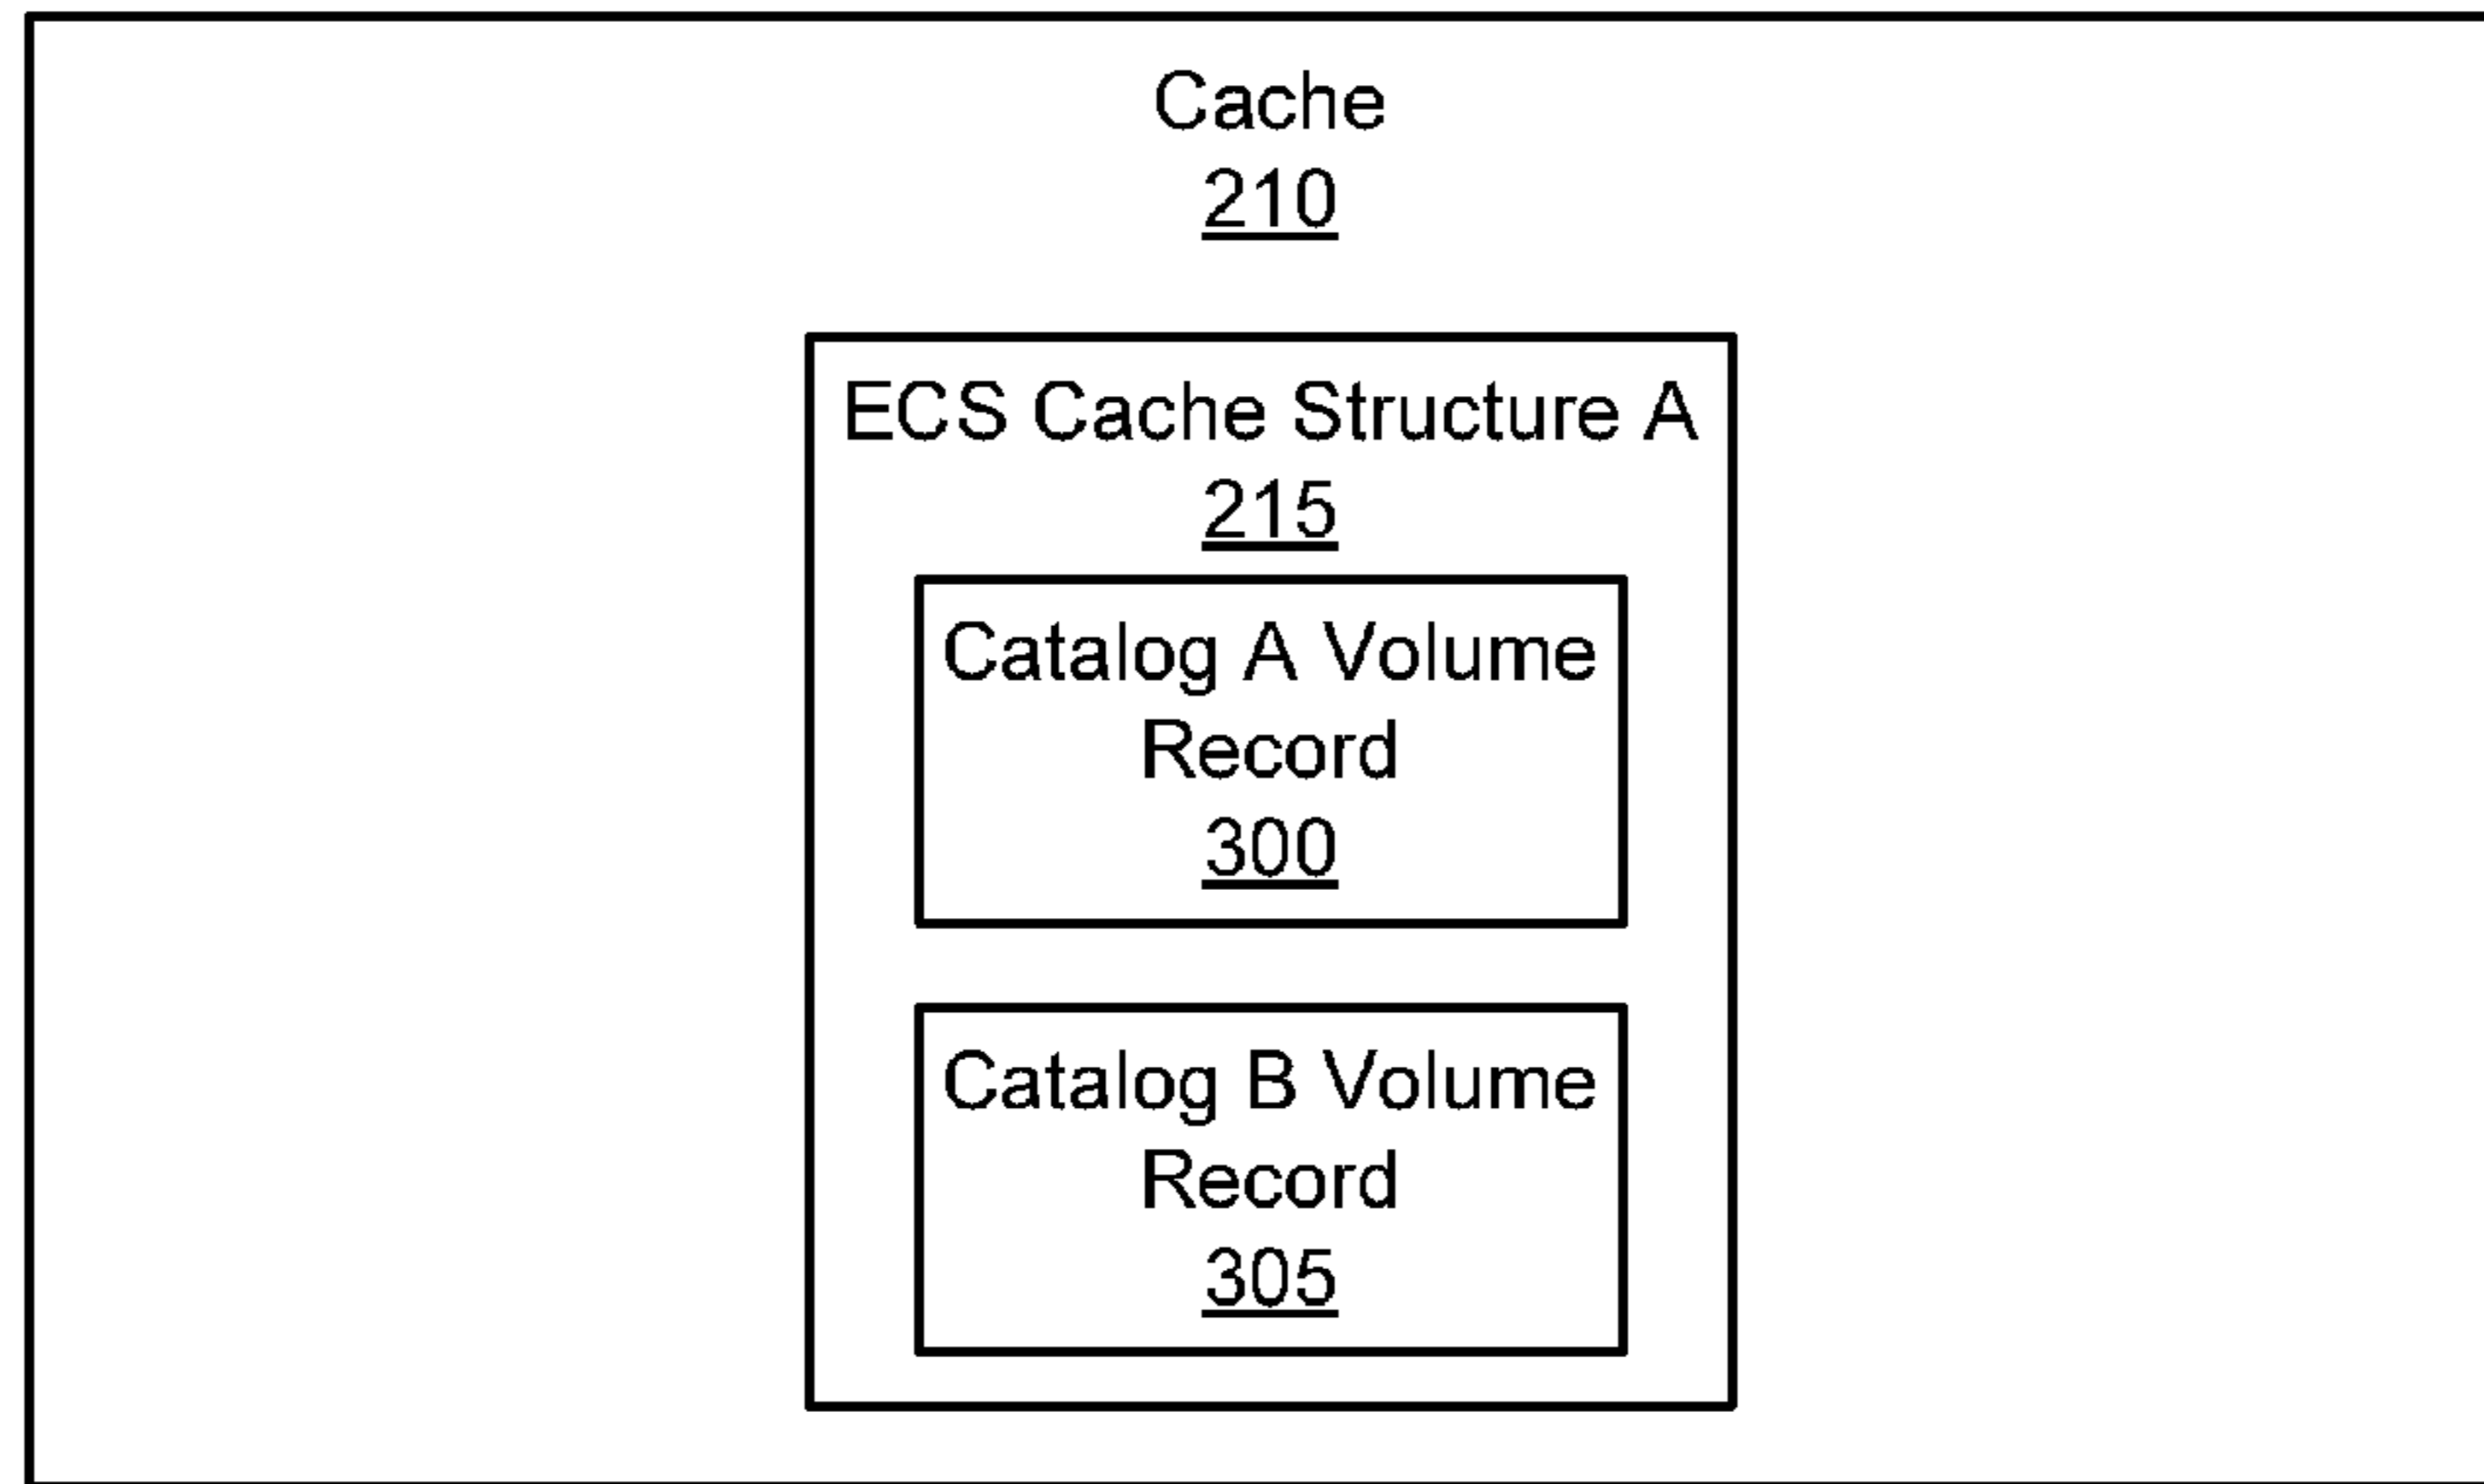 Cache
210
ECS Cache Structure A
215
Catalog A Volume
Record
300
Catalog B Volume
Record
305